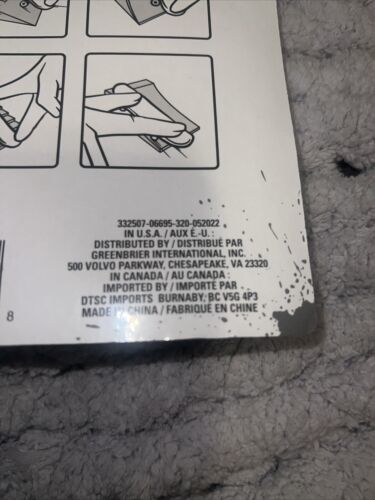 332507-06695-320-052022
IN U.S.A. / AUX É.-U. :
DISTRIBUTED BY / DISTRIBUÉ PAR
GREENBRIER INTERNATIONAL, INC.
500 VOLVO PARKWAY, CHESAPEAKE, VA 23320
IN CANADA / AU CANADA :
IMPORTED BY / IMPORTÉ PAR
DTSC IMPORTS BURNABY, BC V5G 4P3
MADE IN CHINA / FABRIQUÉ EN CHINE
8